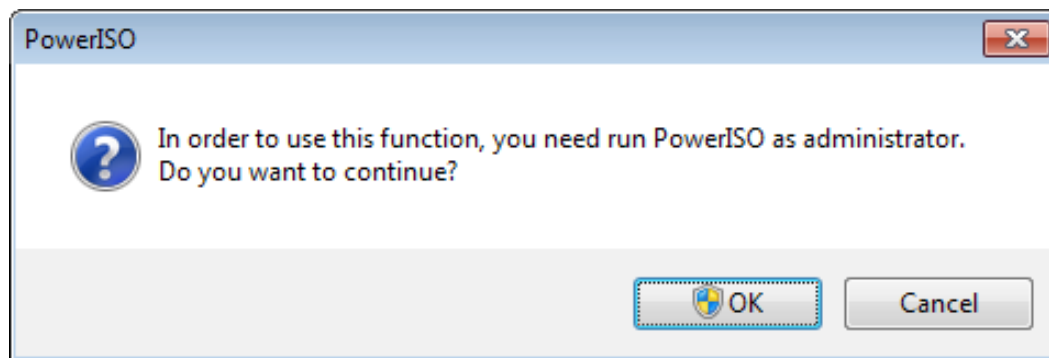 PowerISO
In order to use this function, you need run PowerISO as administrator.
Do you want to continue?
OK
Cancel